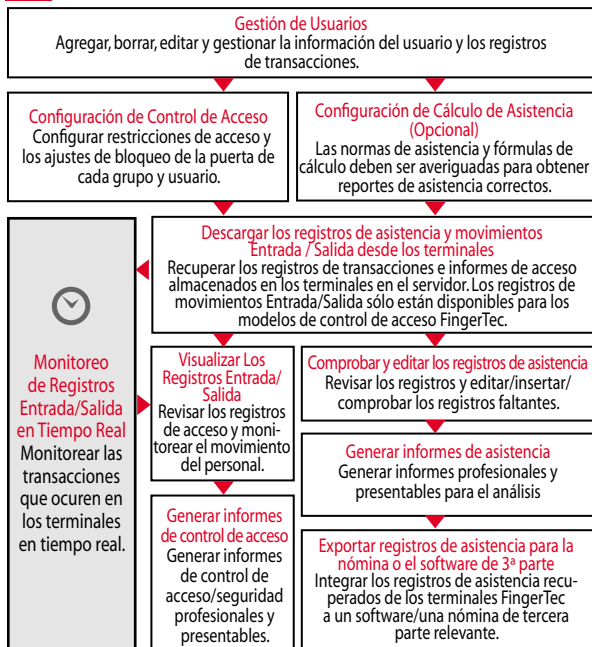 Gestión de Usuarios
Agregar, borrar, editar y gestionar la información del usuario y los registros
de transacciones.
Configuración de Control de Acceso
Configurar restricciones de acceso y
los ajustes de bloqueo de la puerta de
cada grupo y usuario.
Configuración de Cálculo de Asistencia
(Opcional)
Las normas de asistencia y fórmulas de
cálculo deben ser averiguadas para obtener
reportes de asistencia correctos.
Descargar los registros de asistencia y movimientos
Entrada / Salida desde los terminales
Recuperar los registros de transacciones e informes de acceso
almacenados en los terminales en el servidor. Los registros de
movimientos Entrada/Salida sólo están disponibles para los
modelos de control de acceso FingerTec.
Monitoreo
de Registros
Entrada/Salida
en Tiempo Real
Monitorear las
transacciones
que ocuren en
los terminales
en tiempo real.
Visualizar Los
Registros Entrada/
Salida
Revisar los registros
de acceso y moni-
torear el movimiento
del personal.
Comprobar y editar los registros de asistencia
Revisar los registros y editar/insertar/
comprobar los registros faltantes.
Generar informes de asistencia
Generar informes profesionales y
presentables para el análisis
Generar informes
de control de acceso
Generar informes
de control de
acceso/seguridad
profesionales y
presentables.
Exportar registros de asistencia para la
nómina o el software de 3ª parte
Integrar los registros de asistencia recu-
perados de los terminales FingerTec
a un software/una nómina de tercera
parte relevante.